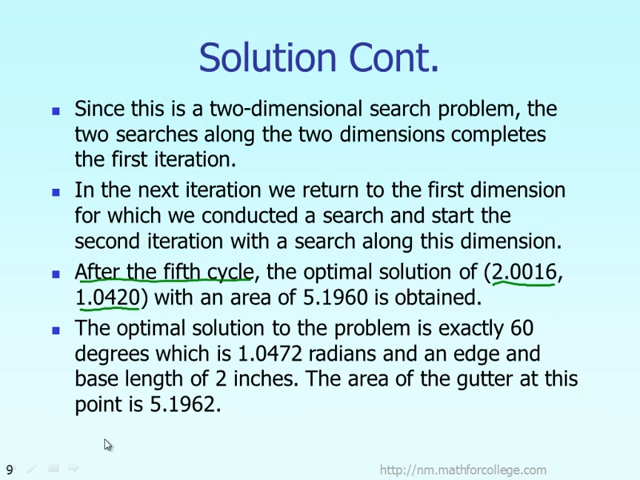 Solution Cont.
Since this is a two-dimensional search problem, the
two searches along the two dimensions completes
the first iteration.
In the next iteration we return to the first dimension
for which we conducted a search and start the
second iteration with a search along this dimension.
After the fifth cycle, the optimal solution of (2.0016,
1.0420) with an area of 5.1960 is obtained.
The optimal solution to the problem is exactly 60
degrees which is 1.0472 radians and an edge and
base length of 2 inches. The area of the gutter at this
point is 5.1962.
9
http://nm.mathforcollege.com